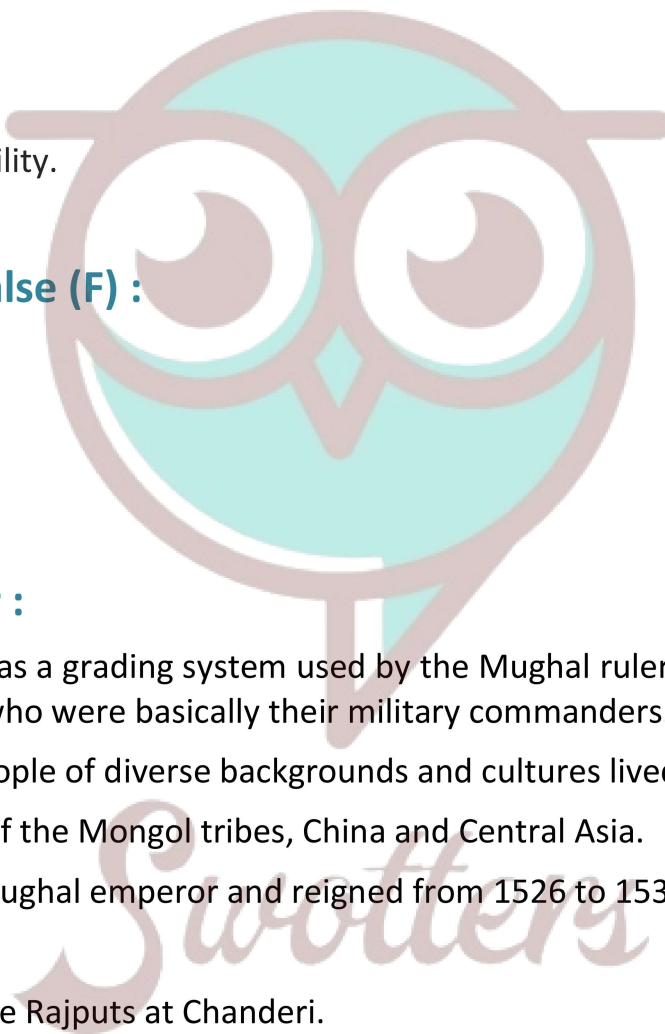 ility.
alse (F) :
:
as a grading system used by the Mughal ruler
who were basically their military commanders
ople of diverse backgrounds and cultures lived
f the Mongol tribes, China and Central Asia.
ughal emperor and reigned from 1526 to 153
Swotters
e Rajputs at Chanderi.